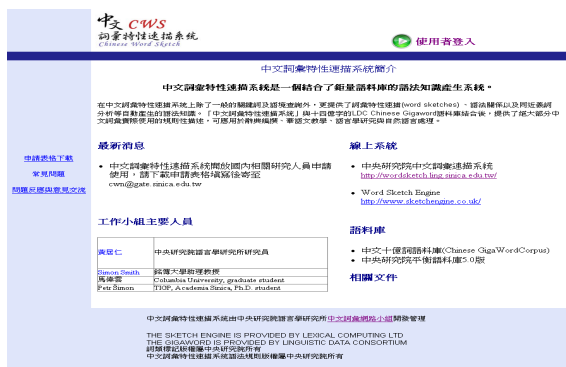 中文 CWS
詞彙特性速描系統
Chinese Word Sketch
使用者登入
中文詞彙特性速描系統簡介
中文詞彙特性速描系統是一個結合了鉅量語料庫的語法知識產生系統。
在中文詞彙特性速描系統上除了一般的關鍵詞及語境查詢外，更提供了詞彙特性速描(word sketches)、語法關係以及同近義詞
分析等自動產生的語法知識。「中文詞彙特性速描系統」與十四億字的LDC Chinese Gigaword語料庫結合後，提供了絕大部分中
文詞彙實際使用的規則性描述，可應用於辭典編撰、華語文教學、語言學研究與自然語言處理。
申請表格下載
常見問題
問題反應與意見交流
最新消息
• 中文詞彙特性速描系統開放國內相關研究人員申請
使用，請下載申請表格填寫後寄至
cwn@gate.sinica.edu.tw
工作小組主要人員
黃居仁 中央研究院語言學研究所研究員
Simon Smith 銘傳大學助理教授
馬偉雲 Columbia University, graduate student
Petr Šimon TIGP, Academia Sinica, Ph.D. student
線上系統
• 中央研究院中文詞彙速描系統
http://wordsketch.ling.sinica.edu.tw/
• Word Sketch Engine
http://www.sketchengine.co.uk/
語料庫
• 中文十億詞語料庫(Chinese GigaWordCorpus)
• 中央研究院平衡語料庫5.0版
相關文件
中文詞彙特性速描系統由中央研究院語言學研究所中文詞彙網路小組開發管理
THE SKETCH ENGINE IS PROVIDED BY LEXICAL COMPUTING LTD
THE GIGAWORD IS PROVIDED BY LINGUISTIC DATA CONSORTIUM
詞類標記版權屬中央研究院所有
中文詞彙特性速描系統語法規則版權屬中央研究院所有